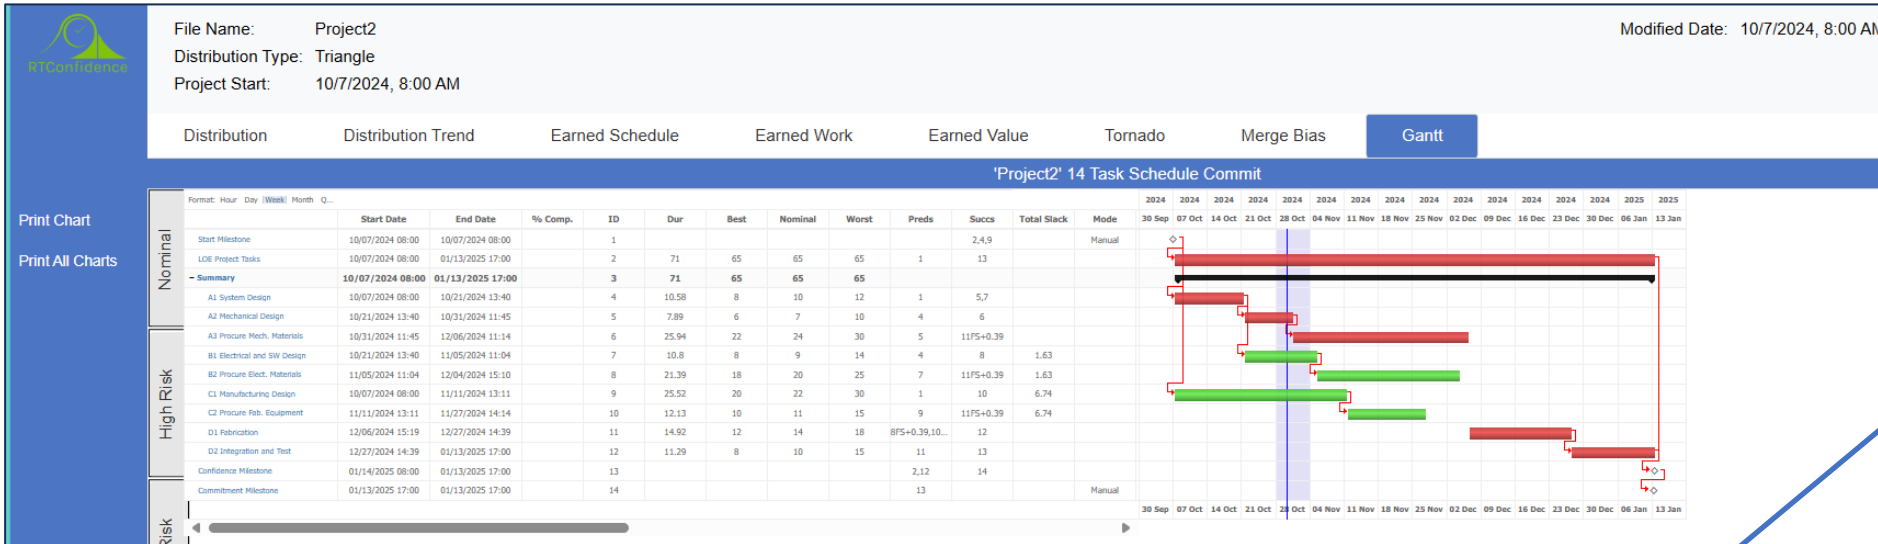 RTConfidence
File Name: Project2
Distribution Type: Triangle
Project Start: 10/7/2024, 8:00 AM
Modified Date: 10/7/2024, 8:00 AM
Distribution Distribution Trend Earned Schedule Earned Work Earned Value Tornado Merge Bias Gantt
'Project2' 14 Task Schedule Commit
Print Chart
Print All Charts
Nominal
High Risk
Risk
Format: Hour Day Week Month Q...
2024 2024 2024 2024 2024 2024 2024 2024 2024 2024 2024 2024 2024 2024 2025 2025
Start Date End Date % Comp. ID Dur Best Nominal Worst Preds Succs Total Slack Mode 30 Sep 07 Oct 14 Oct 21 Oct 28 Oct 04 Nov 11 Nov 18 Nov 25 Nov 02 Dec 09 Dec 16 Dec 23 Dec 30 Dec 06 Jan 13 Jan
Start Milestone 10/07/2024 08:00 10/07/2024 08:00 1 2,4,9 Manual
LOE Project Tasks 10/07/2024 08:00 01/13/2025 17:00 2 71 65 65 65 1 13
– Summary 10/07/2024 08:00 01/13/2025 17:00 3 71 65 65 65
A1 System Design 10/07/2024 08:00 10/21/2024 13:40 4 10.58 8 10 12 1 5,7
A2 Mechanical Design 10/21/2024 13:40 10/31/2024 11:45 5 7.89 6 7 10 4 6
A3 Procure Mech. Materials 10/31/2024 11:45 12/06/2024 11:14 6 25.94 22 24 30 5 11FS+0.39
B1 Electrical and SW Design 10/21/2024 13:40 11/05/2024 11:04 7 10.8 8 9 14 4 8 1.63
B2 Procure Elect. Materials 11/05/2024 11:04 12/04/2024 15:10 8 21.39 18 20 25 7 11FS+0.39 1.63
C1 Manufacturing Design 10/07/2024 08:00 11/11/2024 13:11 9 25.52 20 22 30 1 10 6.74
C2 Procure Fab. Equipment 11/11/2024 13:11 11/27/2024 14:14 10 12.13 10 11 15 9 11FS+0.39 6.74
D1 Fabrication 12/06/2024 15:19 12/27/2024 14:39 11 14.92 12 14 18 8FS+0.39,10... 12
D2 Integration and Test 12/27/2024 14:39 01/13/2025 17:00 12 11.29 8 10 15 11 13
Confidence Milestone 01/14/2025 08:00 01/13/2025 17:00 13 2,12 14
Commitment Milestone 01/13/2025 17:00 01/13/2025 17:00 14 13 Manual
30 Sep 07 Oct 14 Oct 21 Oct 28 Oct 04 Nov 11 Nov 18 Nov 25 Nov 02 Dec 09 Dec 16 Dec 23 Dec 30 Dec 06 Jan 13 Jan